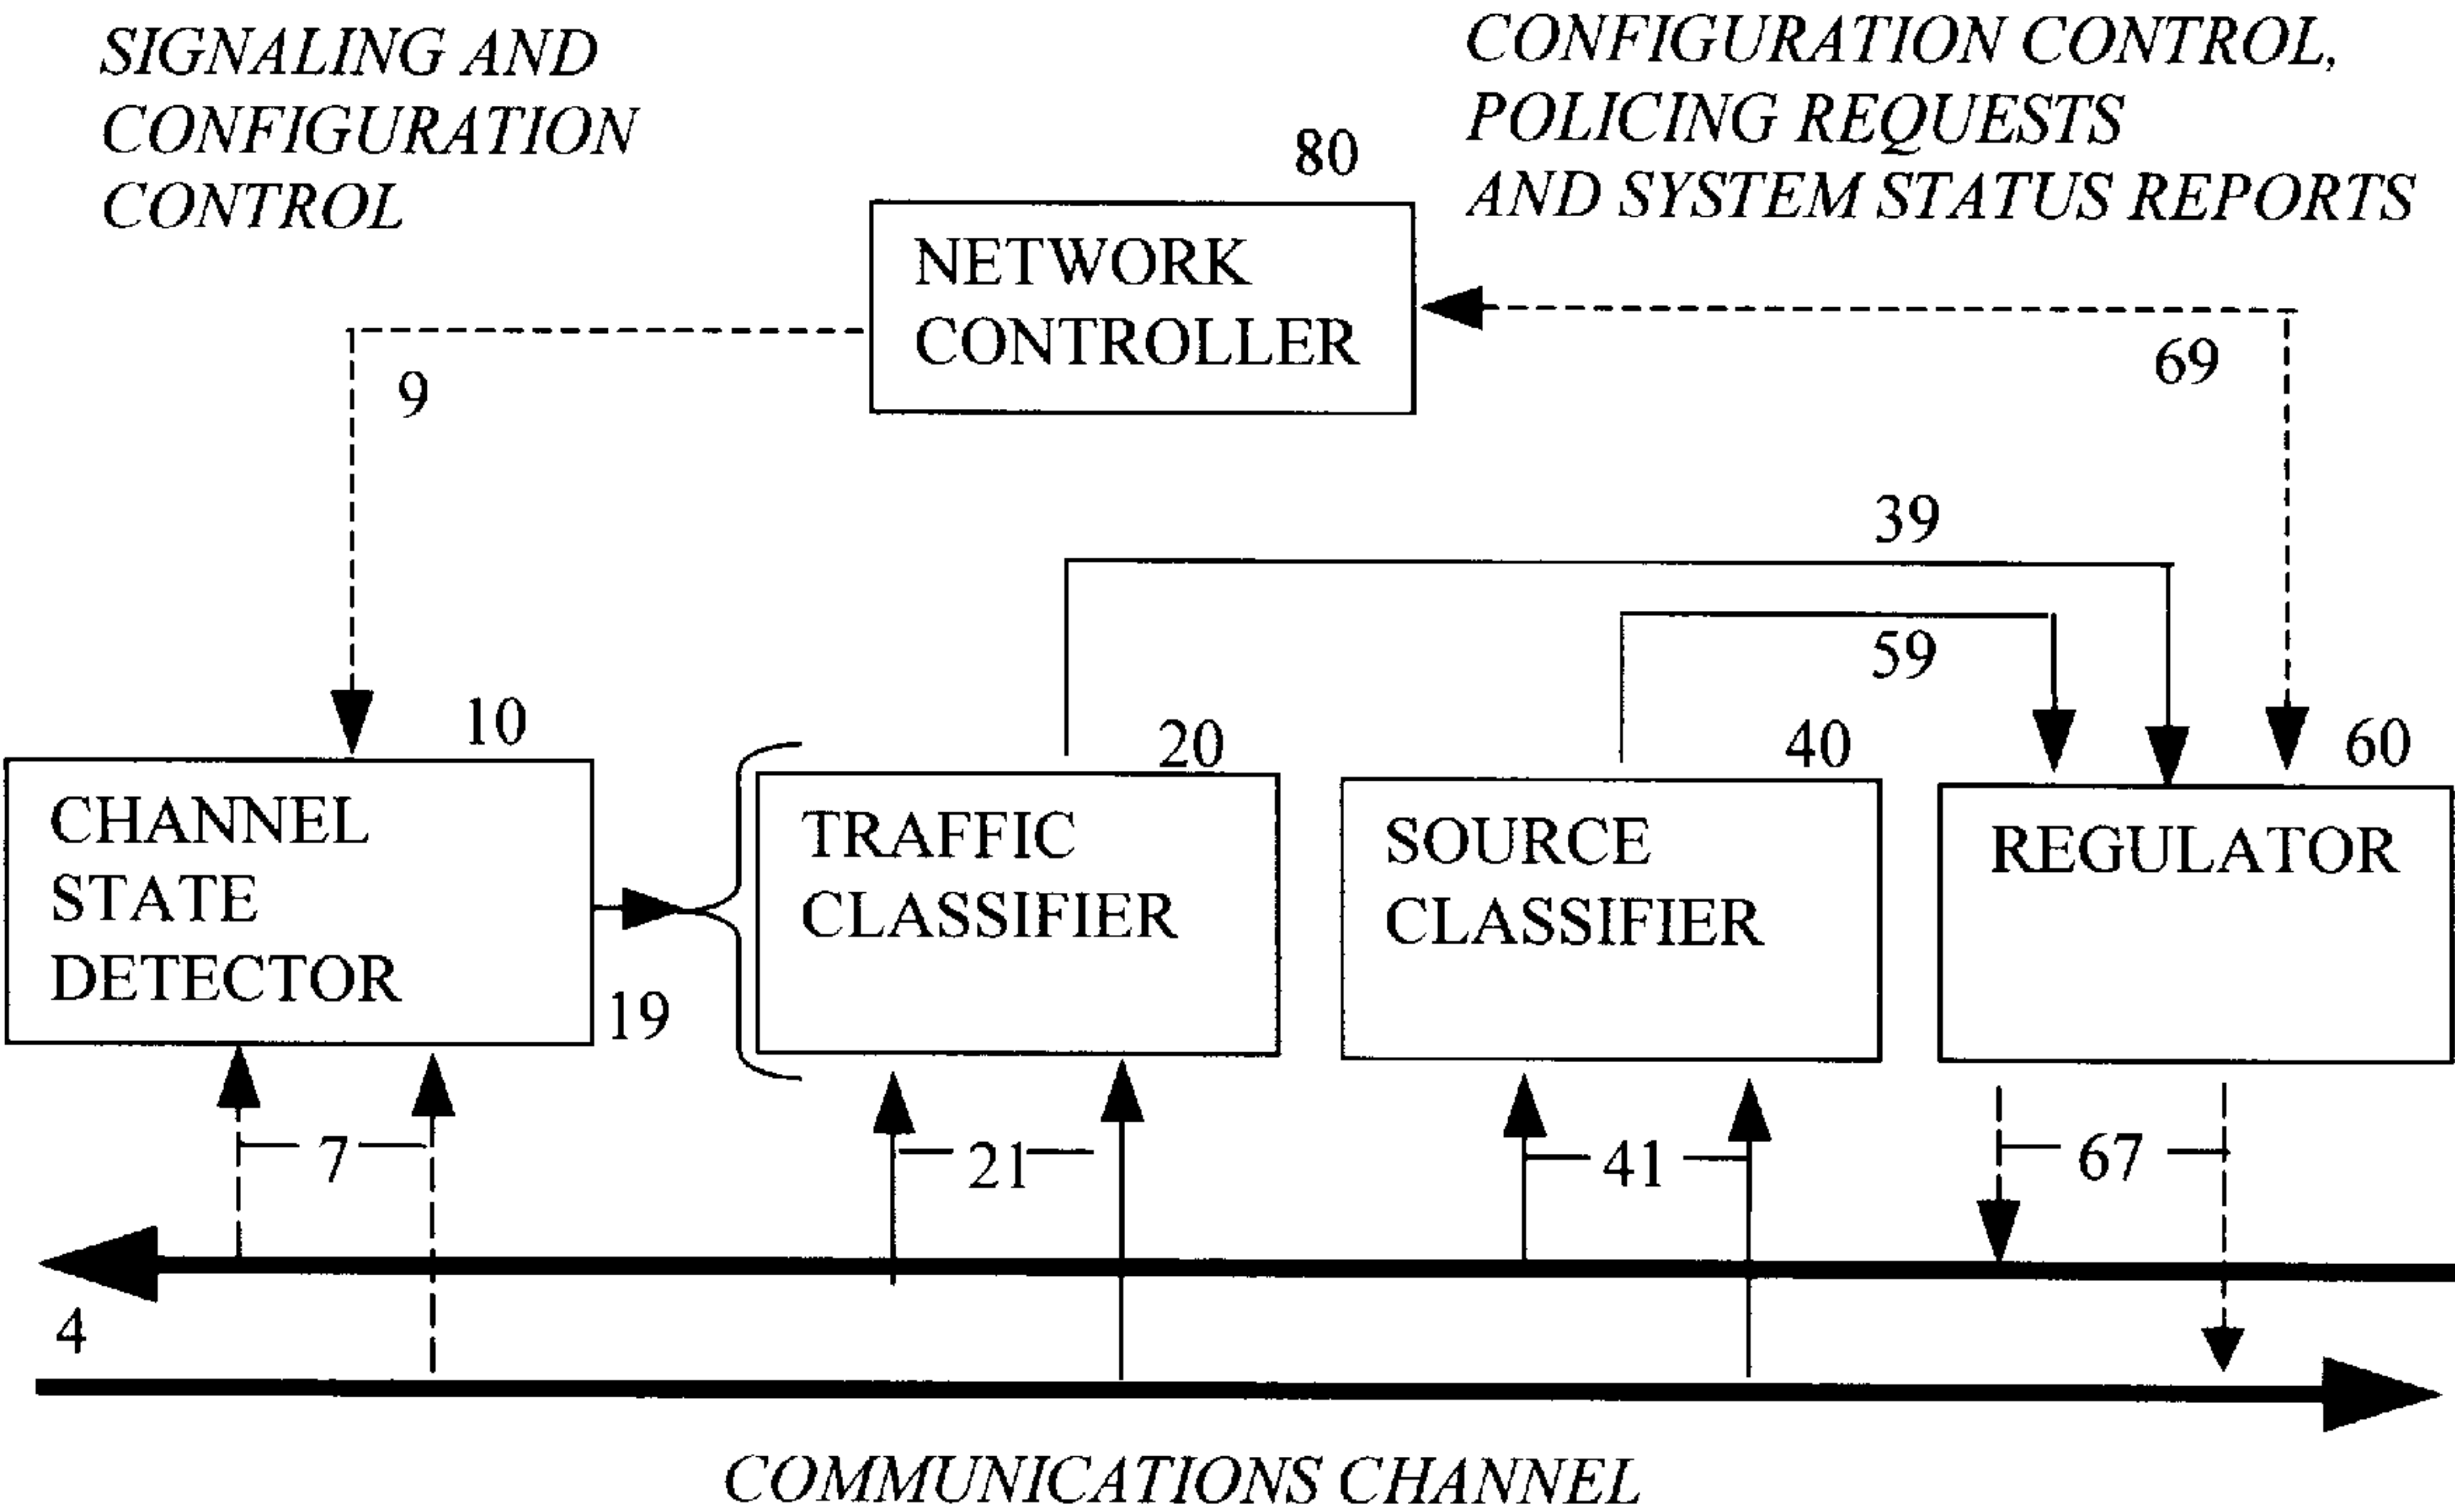 SIGNALING AND
CONFIGURATION
CONTROL
CONFIGURATION CONTROL,
POLICING REQUESTS
AND SYSTEM STATUS REPORTS
80
NETWORK
CONTROLLER
9
69
39
59
10
20
40
60
CHANNEL
STATE
DETECTOR
19
TRAFFIC
CLASSIFIER
SOURCE
CLASSIFIER
REGULATOR
7
21
41
67
4
COMMUNICATIONS CHANNEL